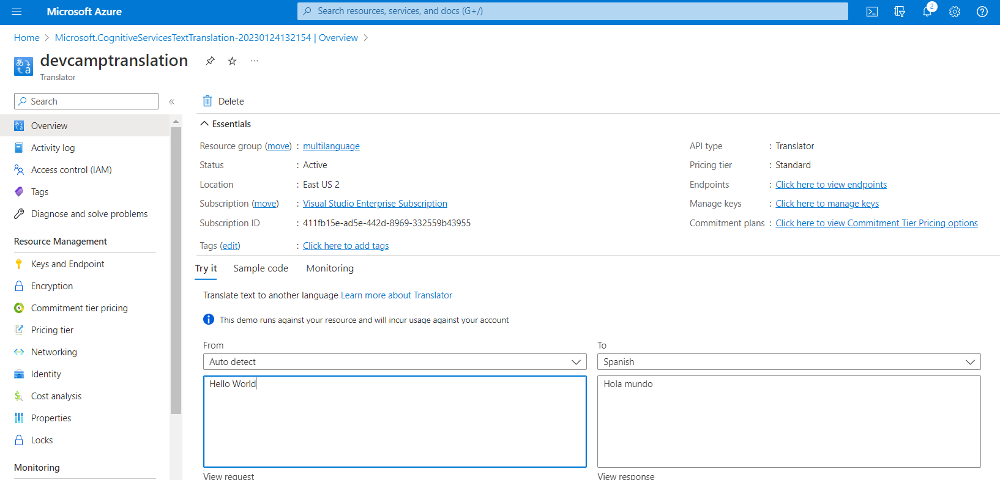 Microsoft Azure
Search resources, services, and docs (G+/)
2
Home > Microsoft.CognitiveServicesTextTranslation-20230124132154 | Overview >
devcamptranslation
Translator
Search
Overview
Activity log
Access control (IAM)
Tags
Diagnose and solve problems
Resource Management
Keys and Endpoint
Encryption
Commitment tier pricing
Pricing tier
Networking
Identity
Cost analysis
Properties
Locks
Monitoring
Delete
Essentials
Resource group (move) : multilanguage
Status : Active
Location : East US 2
Subscription (move) : Visual Studio Enterprise Subscription
Subscription ID : 411fb15e-ad5e-442d-8969-332559b43955
Tags (edit) : Click here to add tags
API type : Translator
Pricing tier : Standard
Endpoints : Click here to view endpoints
Manage keys : Click here to manage keys
Commitment plans : Click here to view Commitment Tier Pricing options
Try it Sample code Monitoring
Translate text to another language Learn more about Translator
This demo runs against your resource and will incur usage against your account
From
Auto detect
Hello World
View request
To
Spanish
Hola mundo
View response